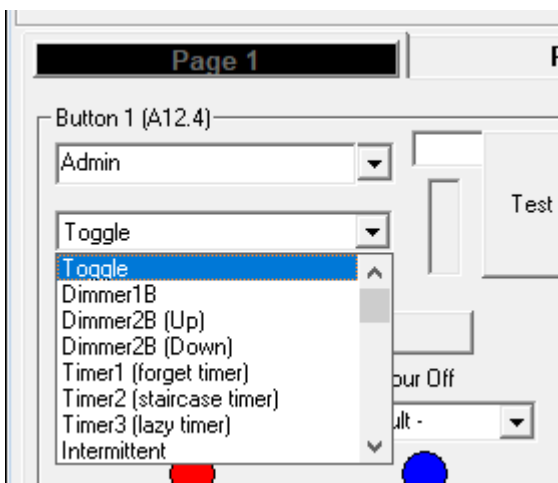 Page 1
Button 1 (A12.4)
Admin
Test
Toggle
Toggle
Dimmer1B
Dimmer2B (Up)
Dimmer2B (Down)
Timer1 (forget timer)
our Off
Timer2 (staircase timer)
Timer3 (lazy timer)
ult -
Intermittent